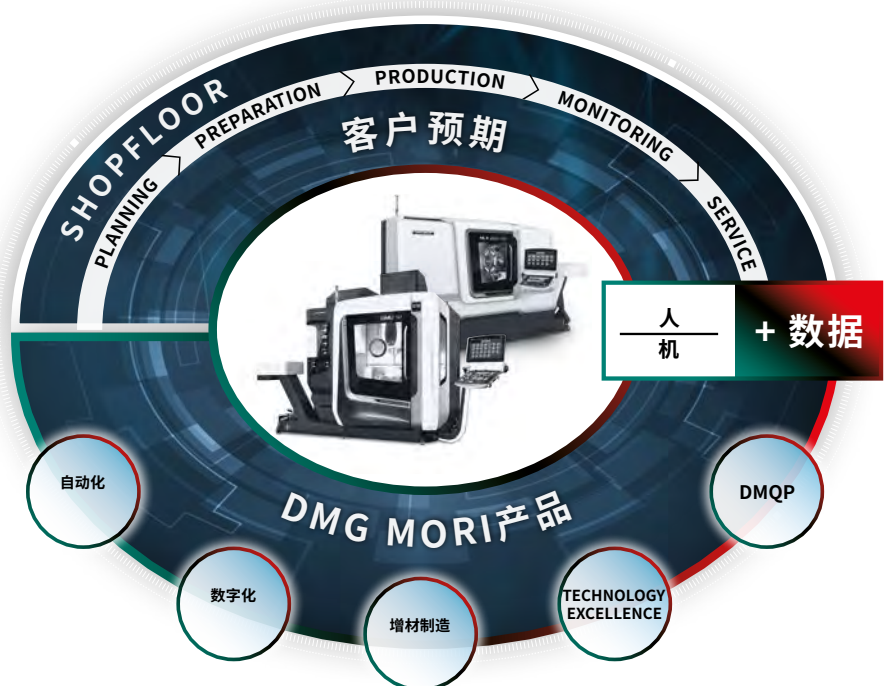 SHOPFLOOR
PLANNING
PREPARATION
PRODUCTION
MONITORING
SERVICE
客户预期
人
机
+ 数据
DMG MORI产品
自动化
数字化
增材制造
TECHNOLOGY
EXCELLENCE
DMQP